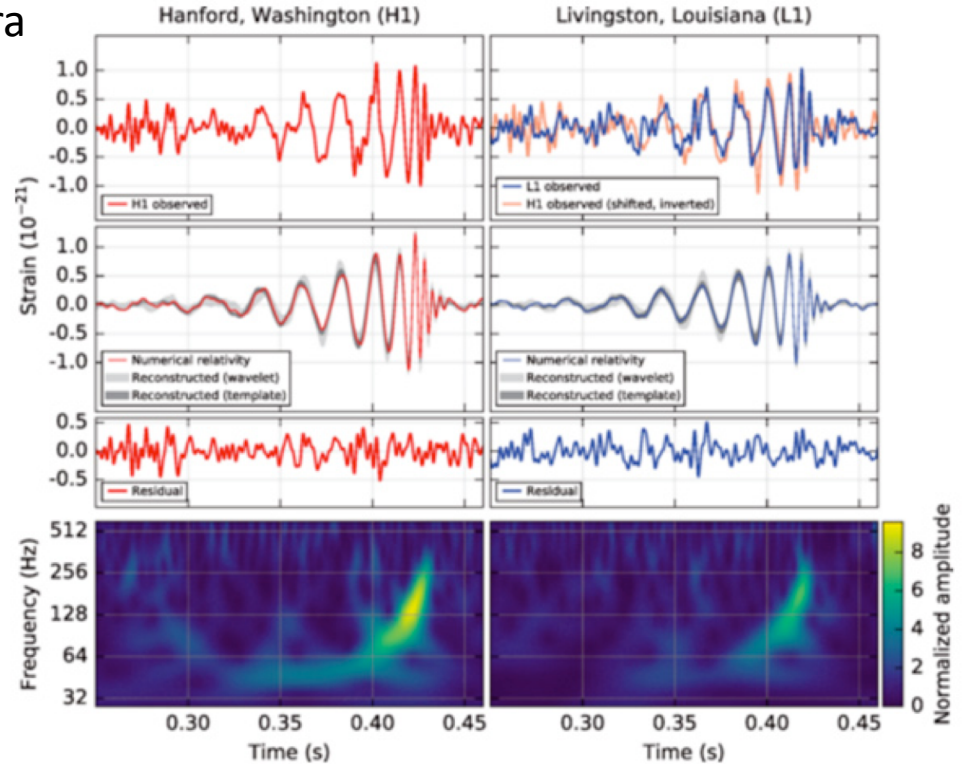 ra
Hanford, Washington (H1)
Livingston, Louisiana (L1)
Strain (10⁻²¹)
1.0
0.5
0.0
-0.5
-1.0
H1 observed
L1 observed
H1 observed (shifted, inverted)
1.0
0.5
0.0
-0.5
-1.0
Numerical relativity
Reconstructed (wavelet)
Reconstructed (template)
Numerical relativity
Reconstructed (wavelet)
Reconstructed (template)
0.5
0.0
-0.5
Residual
Residual
Frequency (Hz)
512
256
128
64
32
Normalized amplitude
8
6
4
2
0
0.30 0.35 0.40 0.45
0.30 0.35 0.40 0.45
Time (s)
Time (s)